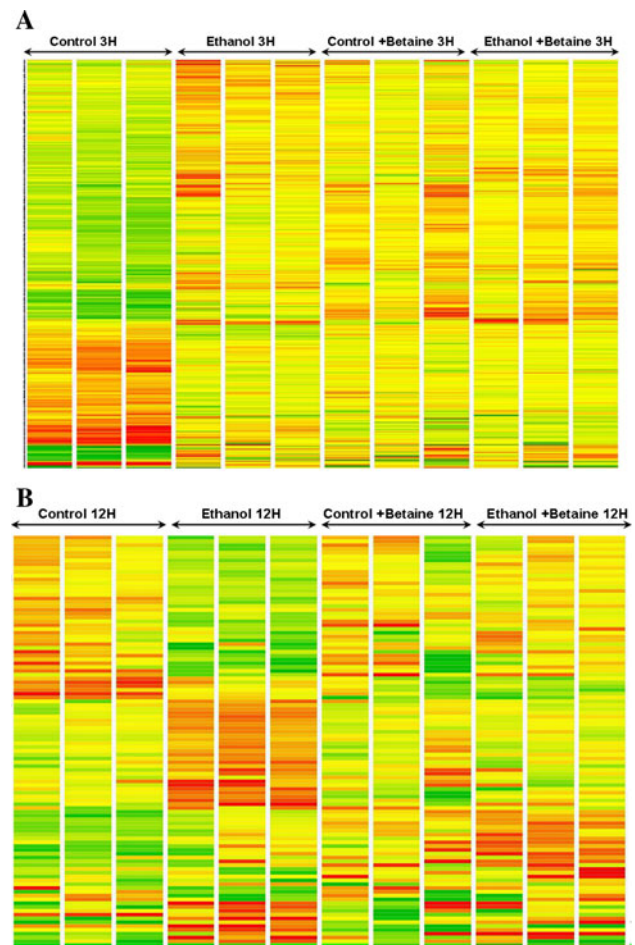 A
Control 3H Ethanol 3H Control +Betaine 3H Ethanol +Betaine 3H
B
Control 12H Ethanol 12H Control +Betaine 12H Ethanol +Betaine 12H